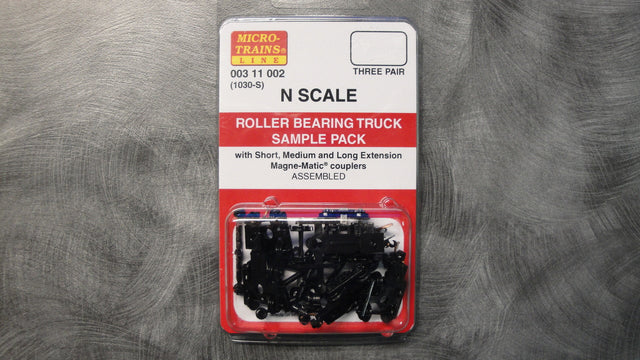 MICRO-
TRAINS®
LINE
003 11 002
(1030-S)
THREE PAIR
N SCALE
ROLLER BEARING TRUCK
SAMPLE PACK
with Short, Medium and Long Extension
Magne-Matic® couplers
ASSEMBLED